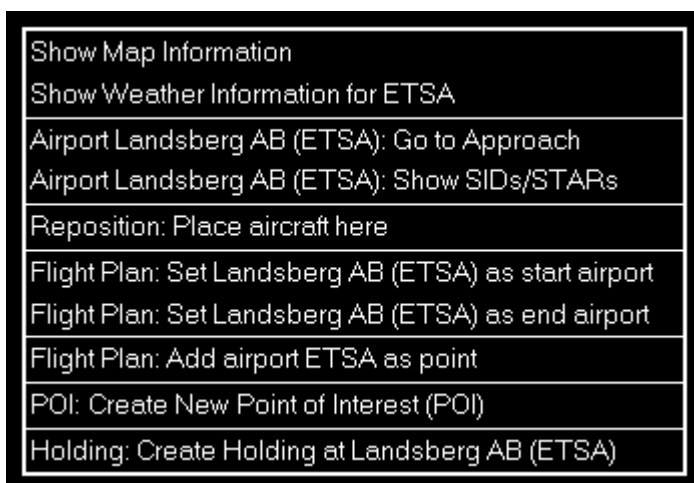 Show Map Information
Show Weather Information for ETSA
Airport Landsberg AB (ETSA): Go to Approach
Airport Landsberg AB (ETSA): Show SIDs/STARs
Reposition: Place aircraft here
Flight Plan: Set Landsberg AB (ETSA) as start airport
Flight Plan: Set Landsberg AB (ETSA) as end airport
Flight Plan: Add airport ETSA as point
POI: Create New Point of Interest (POI)
Holding: Create Holding at Landsberg AB (ETSA)